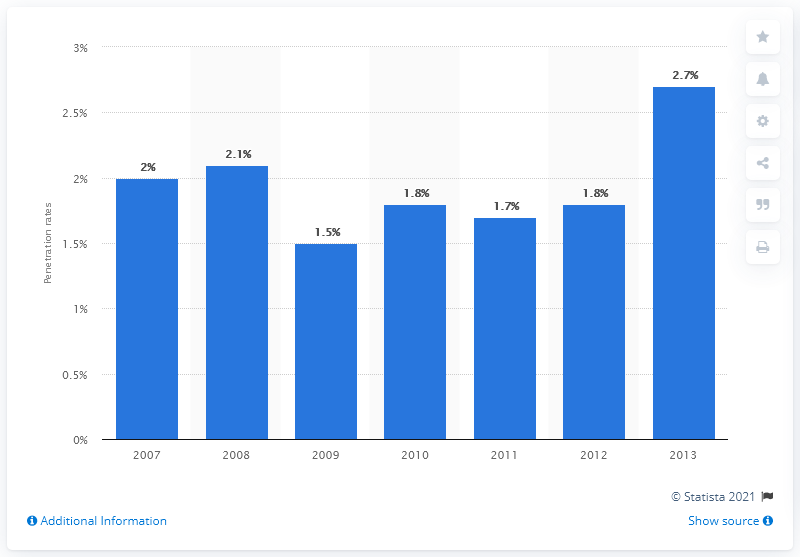 3%
2.5%
2%
1.5%
1%
0.5%
0%
Penetration rates
2%
2.1%
1.5%
1.8%
1.7%
1.8%
2.7%
2007 2008 2009 2010 2011 2012 2013
© Statista 2021
Additional Information
Show source